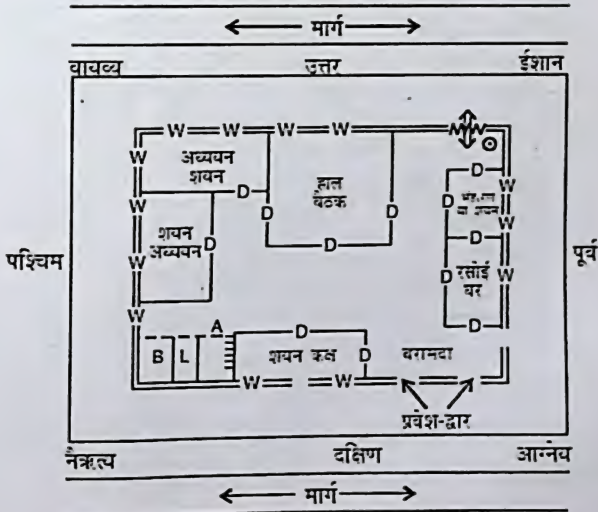 मार्ग
वायव्य उत्तर ईशान
W W W W
W अध्ययन शयन D
हाल बैठक D D D
W शयन अध्ययन D
D W
D या शयन W
D
D रसोई घर W
D
W
पश्चिम
पूर्व
W
A
B L
D
शयन कक्ष D
बरामदा
W W W
प्रवेश-द्वार
नैऋत्य दक्षिण आग्नेय
मार्ग